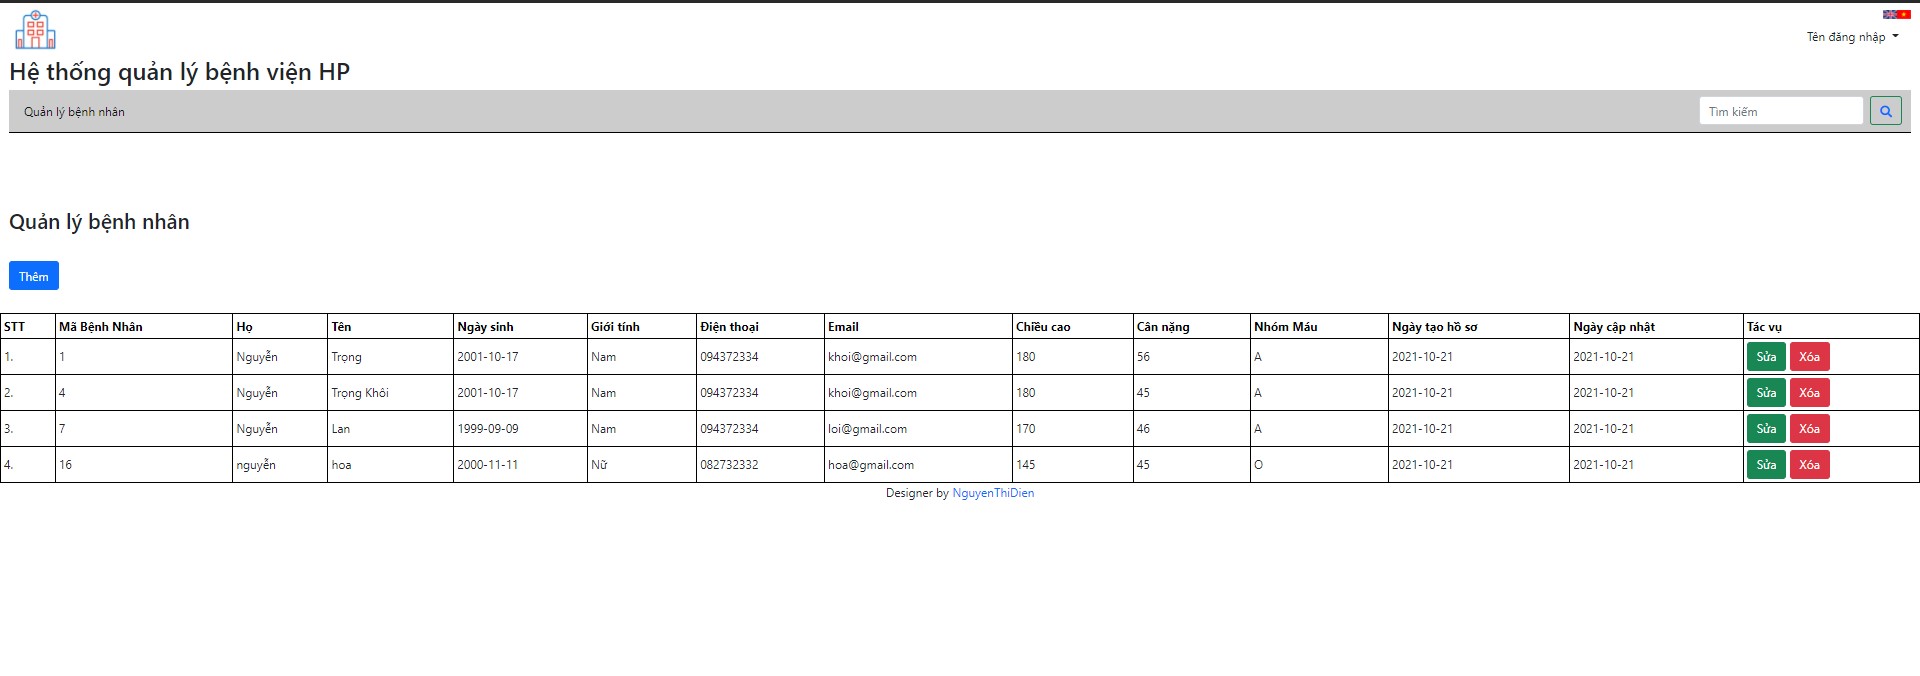 Tên đăng nhập
Hệ thống quản lý bệnh viện HP
Quản lý bệnh nhân Tìm kiếm
Quản lý bệnh nhân
Thêm
STT Mã Bệnh Nhân Họ Tên Ngày sinh Giới tính Điện thoại Email Chiều cao Cân nặng Nhóm Máu Ngày tạo hồ sơ Ngày cập nhật Tác vụ
1. 1 Nguyễn Trọng 2001-10-17 Nam 094372334 khoi@gmail.com 180 56 A 2021-10-21 2021-10-21 Sửa Xóa
2. 4 Nguyễn Trọng Khôi 2001-10-17 Nam 094372334 khoi@gmail.com 180 45 A 2021-10-21 2021-10-21 Sửa Xóa
3. 7 Nguyễn Lan 1999-09-09 Nam 094372334 loi@gmail.com 170 46 A 2021-10-21 2021-10-21 Sửa Xóa
4. 16 nguyễn hoa 2000-11-11 Nữ 082732332 hoa@gmail.com 145 45 O 2021-10-21 2021-10-21 Sửa Xóa
Designer by NguyenThiDien